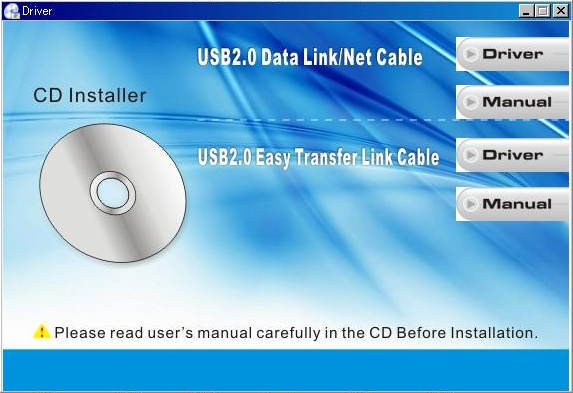 Driver
USB2.0 Data Link/Net Cable
Driver
CD Installer
Manual
USB2.0 Easy Transfer Link Cable
Driver
Manual
Please read user's manual carefully in the CD Before Installation.